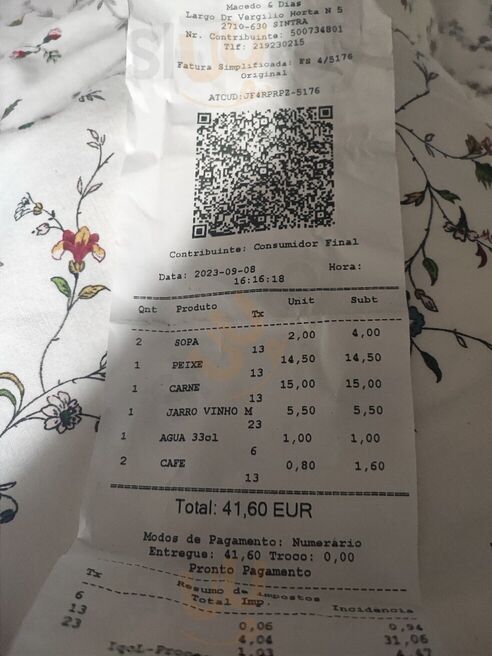 Macedo & Dias
Largo Dr Vergilio Horta N 5
2710-630 SINTRA
Nr. Contribuinte: 500734801
Tlf: 219230215
Fatura Simplificada: FS 4/5176
Original
ATCUD:JF4RPRPZ-5176
Contribuinte: Consumidor Final
Data: 2023-09-08 Hora:
16:16:18
Qnt Produto Tx Unit Subt
2 SOPA 2,00 4,00
13
1 PEIXE 14,50 14,50
13
1 CARNE 15,00 15,00
13
1 JARRO VINHO M 5,50 5,50
23
1 AGUA 33cl 1,00 1,00
6
2 CAFE 0,80 1,60
13
Total: 41,60 EUR
Modos de Pagamento: Numerário
Entregue: 41,60 Troco: 0,00
Pronto Pagamento
Resumo de impostos
Tx Total Imp. Incidência
6 0,06 0,94
13 4,04 31,06
23 1,03 4,47